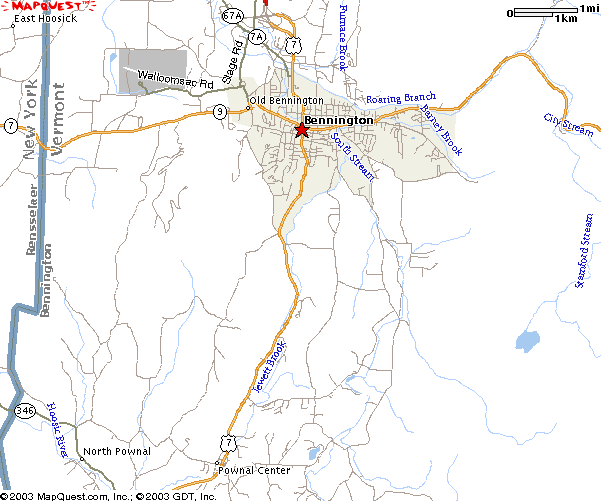 MAPQUEST
East Hoosick
67A
7A
7
Furnace Brook
1mi
1km
Walloomsac Rd
Stage Rd
Old Bennington
Roaring Branch
Barney Brook
City Stream
9
7
Bennington
South Stream
New York
Vermont
Rensselaer
Bennington
Stamford Stream
Jewett Brook
346
Hoosic River
North Pownal
7
Pownal Center
©2003 MapQuest.com, Inc.; ©2003 GDT, Inc.